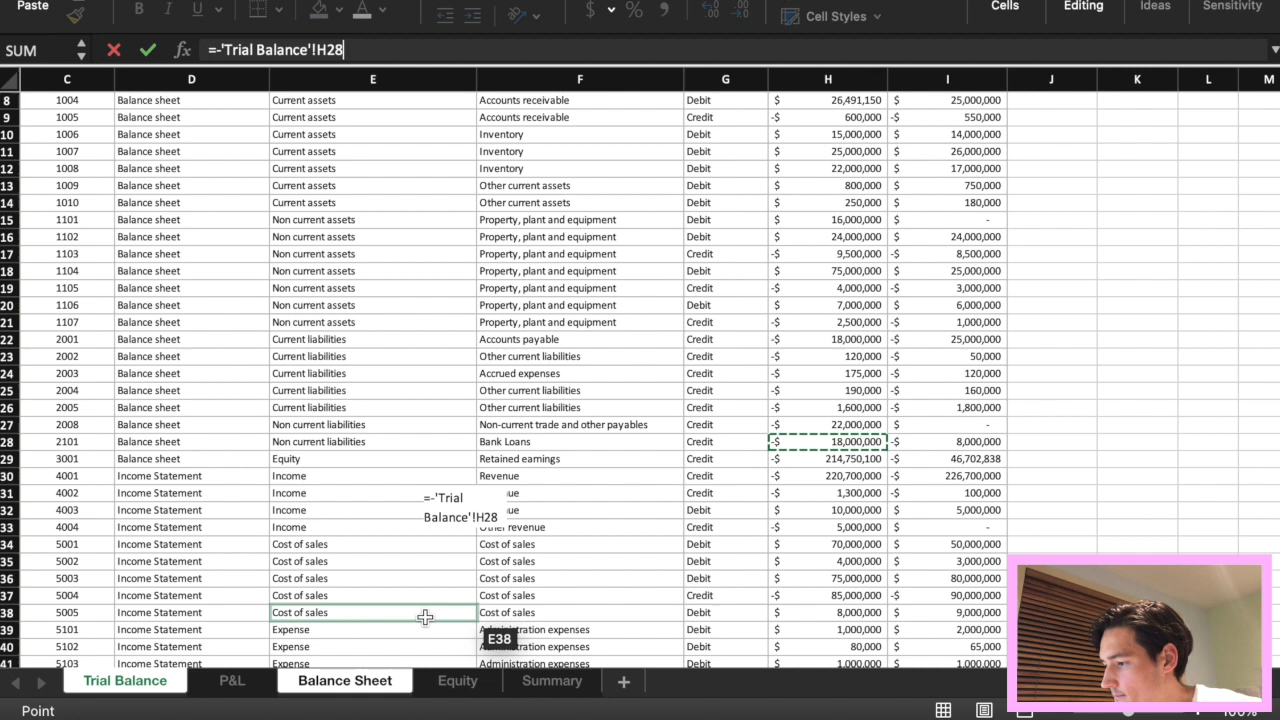 Paste B I U A $ % , Cell Styles Cells Editing Ideas Sensitivity
SUM fx =-'Trial Balance'!H28
C D E F G H I J K L M
8 1004 Balance sheet Current assets Accounts receivable Debit $ 26,491,150 $ 25,000,000
9 1005 Balance sheet Current assets Accounts receivable Credit -$ 600,000 -$ 550,000
10 1006 Balance sheet Current assets Inventory Debit $ 15,000,000 $ 14,000,000
11 1007 Balance sheet Current assets Inventory Debit $ 25,000,000 $ 26,000,000
12 1008 Balance sheet Current assets Inventory Debit $ 22,000,000 $ 17,000,000
13 1009 Balance sheet Current assets Other current assets Debit $ 800,000 $ 750,000
14 1010 Balance sheet Current assets Other current assets Debit $ 250,000 $ 180,000
15 1101 Balance sheet Non current assets Property, plant and equipment Debit $ 16,000,000 $ -
16 1102 Balance sheet Non current assets Property, plant and equipment Debit $ 24,000,000 $ 24,000,000
17 1103 Balance sheet Non current assets Property, plant and equipment Credit -$ 9,500,000 -$ 8,500,000
18 1104 Balance sheet Non current assets Property, plant and equipment Debit $ 75,000,000 $ 25,000,000
19 1105 Balance sheet Non current assets Property, plant and equipment Credit -$ 4,000,000 -$ 3,000,000
20 1106 Balance sheet Non current assets Property, plant and equipment Debit $ 7,000,000 $ 6,000,000
21 1107 Balance sheet Non current assets Property, plant and equipment Credit -$ 2,500,000 -$ 1,000,000
22 2001 Balance sheet Current liabilities Accounts payable Credit -$ 18,000,000 -$ 25,000,000
23 2002 Balance sheet Current liabilities Other current liabilities Credit -$ 120,000 -$ 50,000
24 2003 Balance sheet Current liabilities Accrued expenses Credit -$ 175,000 -$ 120,000
25 2004 Balance sheet Current liabilities Other current liabilities Credit -$ 190,000 -$ 160,000
26 2005 Balance sheet Current liabilities Other current liabilities Credit -$ 1,600,000 -$ 1,800,000
27 2008 Balance sheet Non current liabilities Non-current trade and other payables Credit -$ 22,000,000 -$ -
28 2101 Balance sheet Non current liabilities Bank Loans Credit -$ 18,000,000 -$ 8,000,000
29 3001 Balance sheet Equity Retained earnings Credit -$ 214,750,100 -$ 46,702,838
30 4001 Income Statement Income Revenue Credit -$ 220,700,000 -$ 226,700,000
31 4002 Income Statement Income =-'Trial nue Credit -$ 1,300,000 -$ 100,000
32 4003 Income Statement Income Balance'!H28 ue Debit $ 10,000,000 $ 5,000,000
33 4004 Income Statement Income Other revenue Credit -$ 5,000,000 -$ -
34 5001 Income Statement Cost of sales Cost of sales Debit $ 70,000,000 $ 50,000,000
35 5002 Income Statement Cost of sales Cost of sales Debit $ 4,000,000 $ 3,000,000
36 5003 Income Statement Cost of sales Cost of sales Debit $ 75,000,000 $ 80,000,000
37 5004 Income Statement Cost of sales Cost of sales Credit -$ 85,000,000 -$ 90,000,000
38 5005 Income Statement Cost of sales Cost of sales Debit $ 8,000,000 $ 9,000,000
39 5101 Income Statement Expense Administration expenses Debit $ 1,000,000 $ 2,000,000
E38
40 5102 Income Statement Expense Administration expenses Debit $ 80,000 $ 65,000
41 5103 Income Statement Expense Administration expenses Debit $ 1,000,000 $ 1,000,000
Trial Balance P&L Balance Sheet Equity Summary +
Point 100%